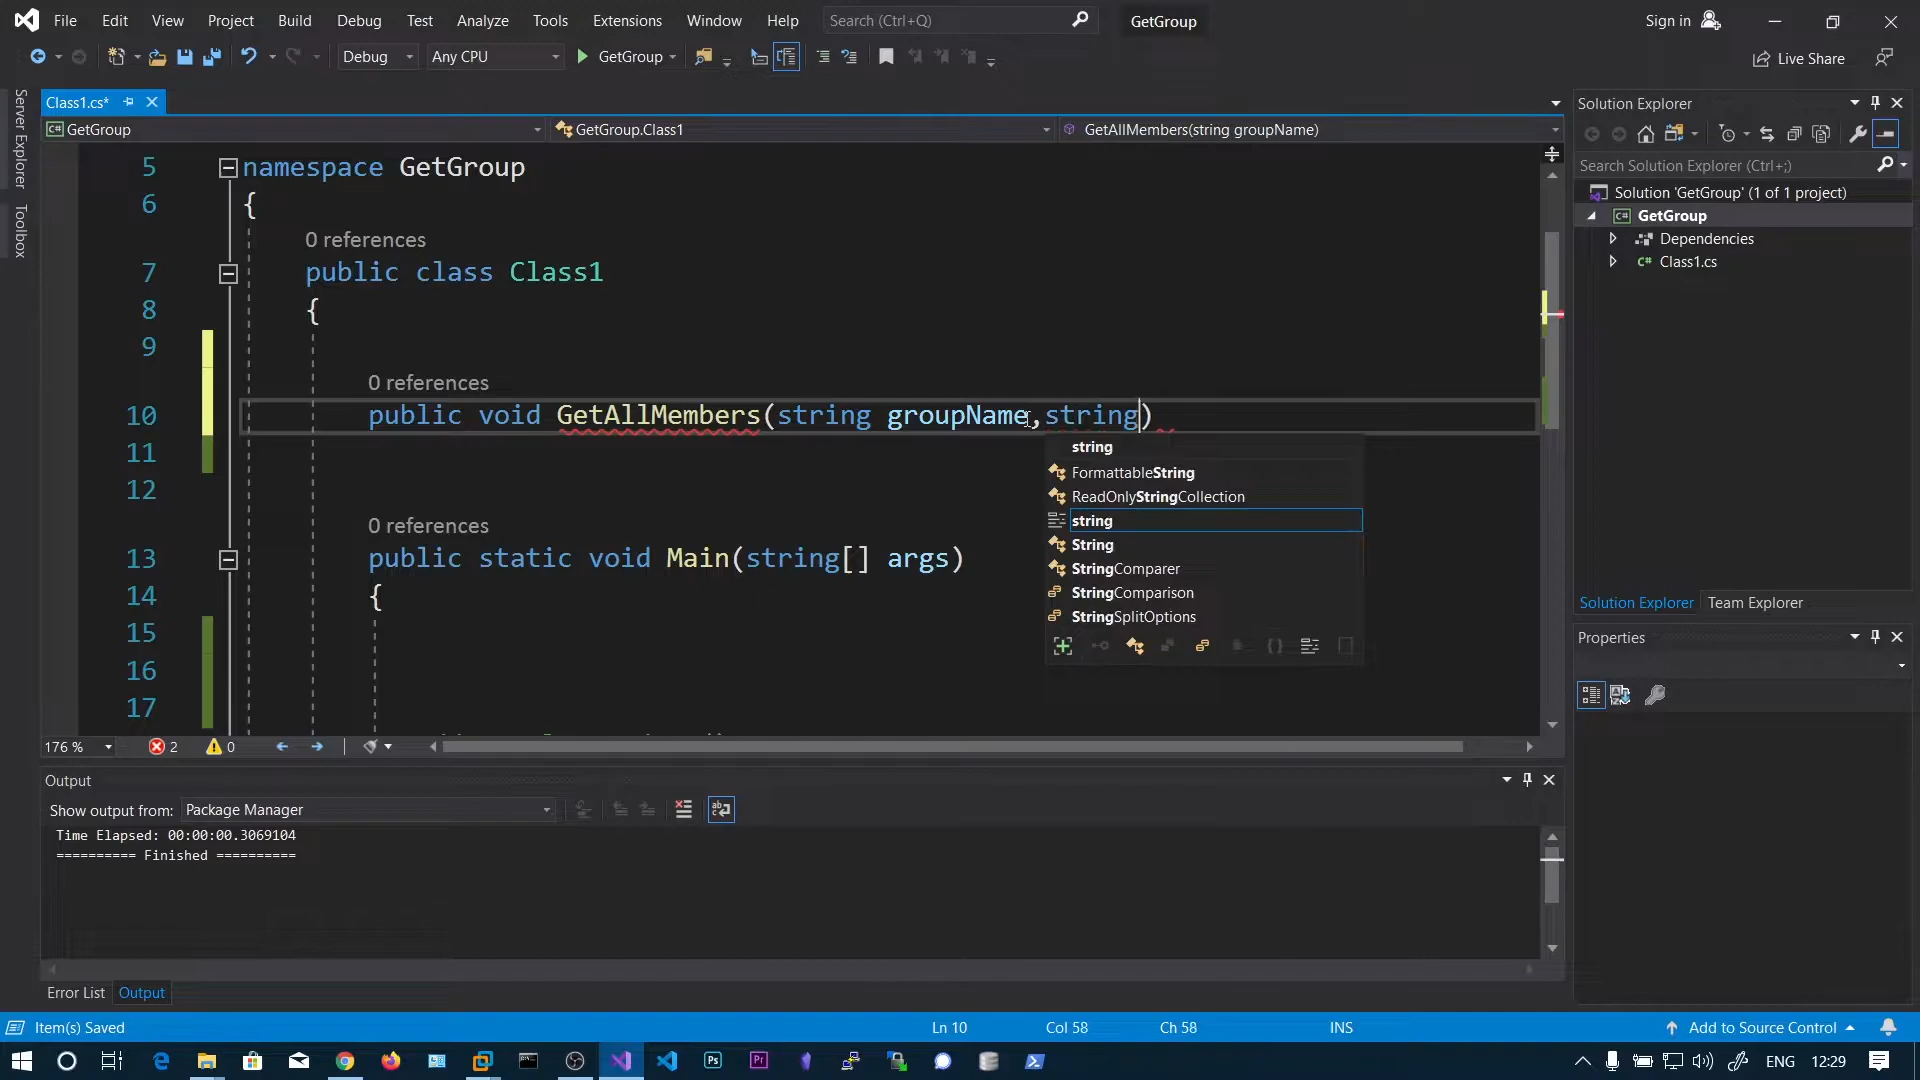 File Edit View Project Build Debug Test Analyze Tools Extensions Window Help Search (Ctrl+Q) GetGroup Sign in
Debug Any CPU GetGroup Live Share
Server Explorer
Toolbox
Class1.cs*
GetGroup GetGroup.Class1 GetAllMembers(string groupName)
5 namespace GetGroup
6 {
0 references
7 public class Class1
8 {
9
0 references
10 public void GetAllMembers(string groupName,string)
11
12
0 references
13 public static void Main(string[] args)
14 {
15
16
17
string
FormattableString
ReadOnlyStringCollection
string
String
StringComparer
StringComparison
StringSplitOptions
176 % 2 0
Output
Show output from: Package Manager
Time Elapsed: 00:00:00.3069104
========== Finished ==========
Error List Output
Solution Explorer
Search Solution Explorer (Ctrl+;)
Solution 'GetGroup' (1 of 1 project)
GetGroup
Dependencies
Class1.cs
Solution Explorer Team Explorer
Properties
Item(s) Saved Ln 10 Col 58 Ch 58 INS Add to Source Control
ENG 12:29